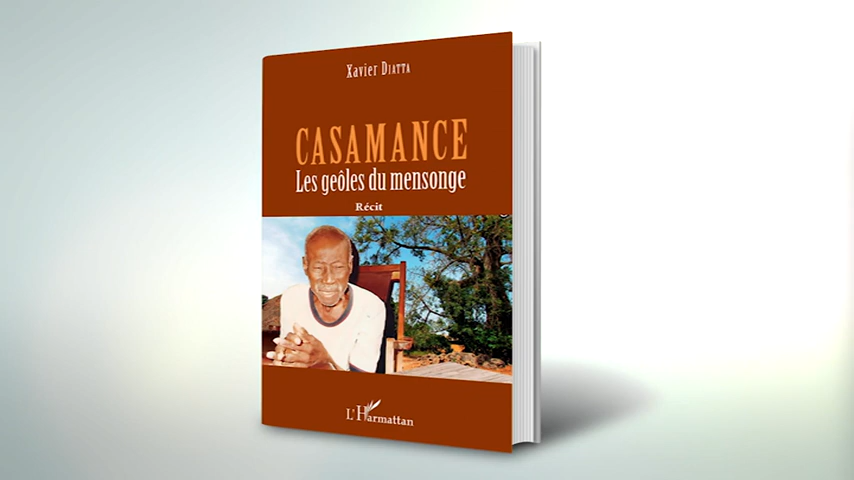 Xavier DIATTA
CASAMANCE
Les geôles du mensonge
Récit
L'Harmattan